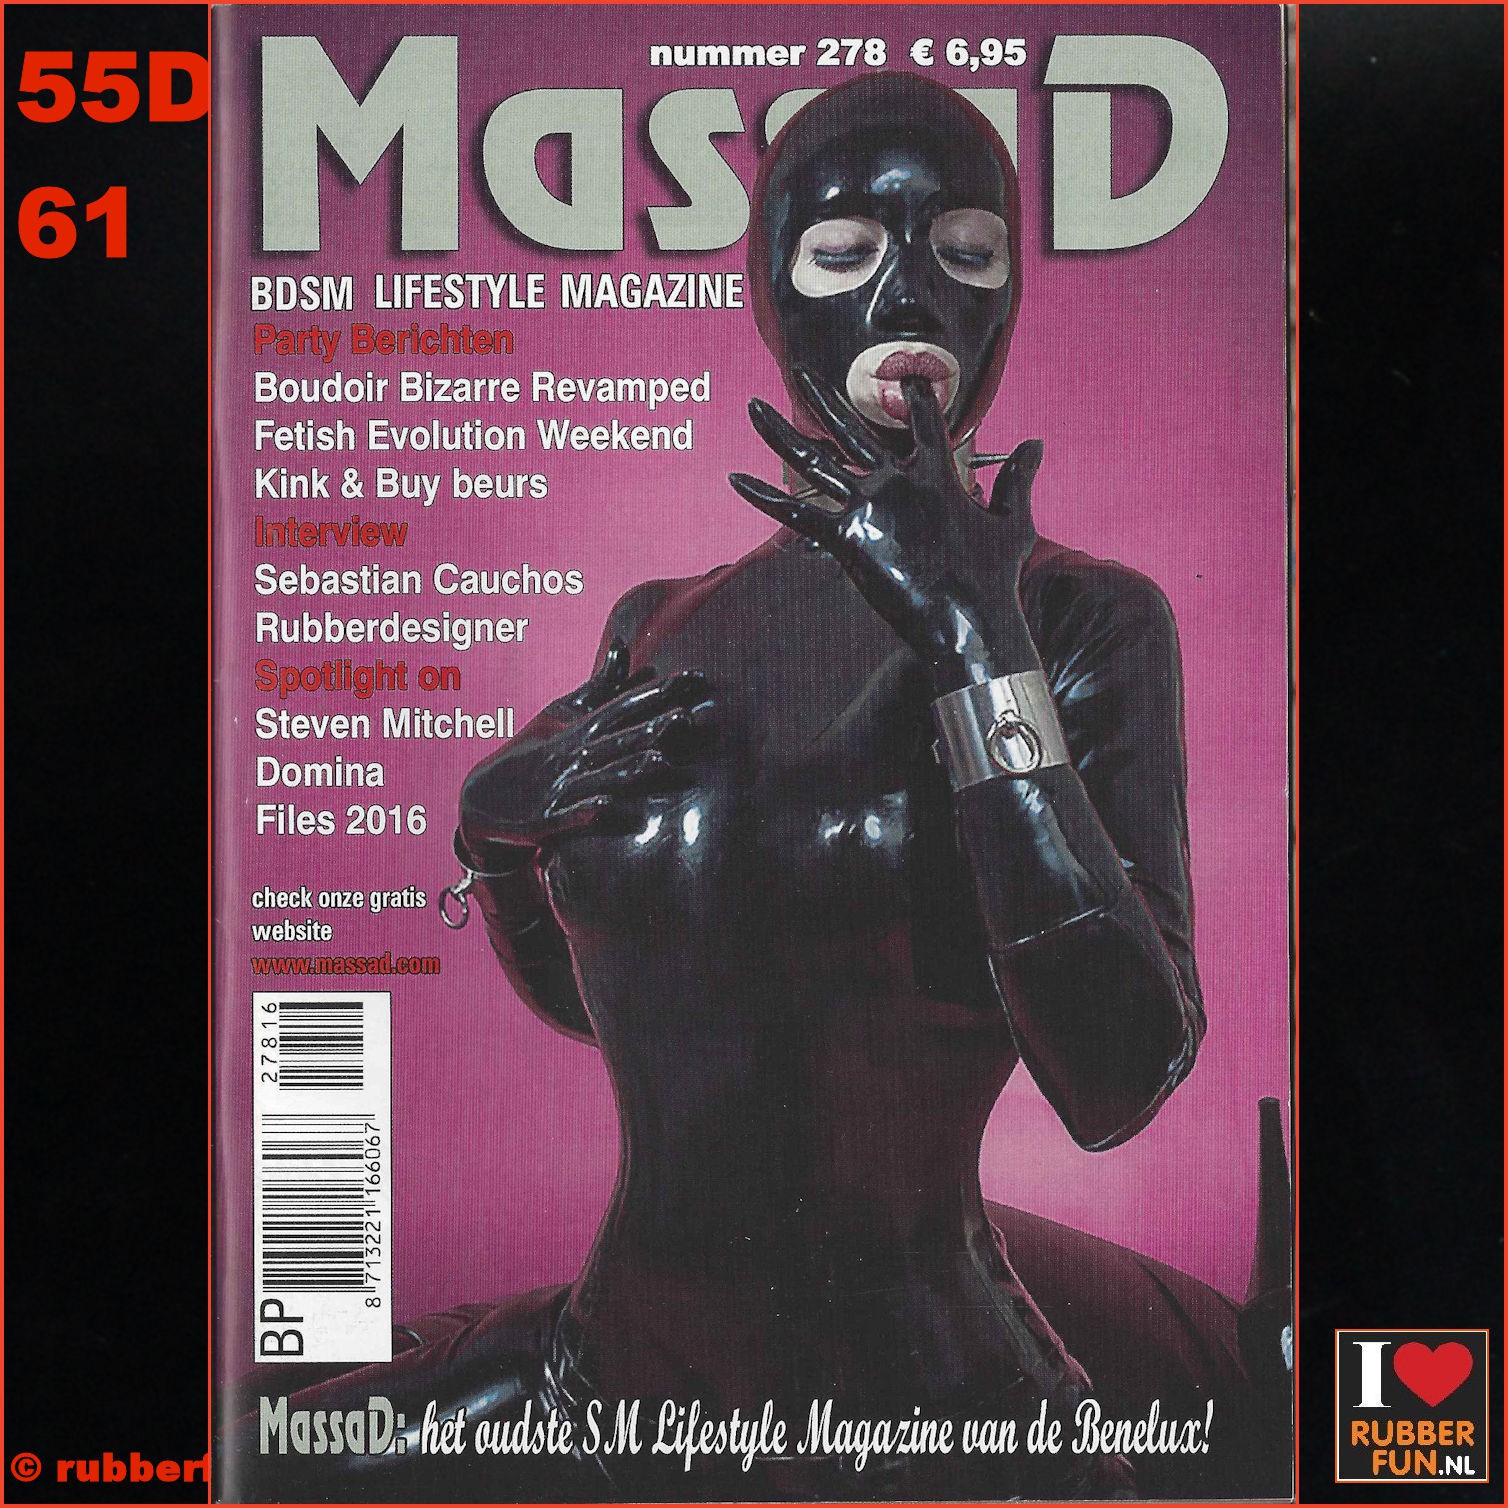 55D
61
nummer 278 € 6,95
MassaD
BDSM LIFESTYLE MAGAZINE
Party Berichten
Boudoir Bizarre Revamped
Fetish Evolution Weekend
Kink & Buy beurs
Interview
Sebastian Cauchos
Rubberdesigner
Spotlight on
Steven Mitchell
Domina
Files 2016
check onze gratis
website
www.massad.com
27816
8 713221 166067
BP
MassaD: het oudste SM Lifestyle Magazine van de Benelux!
© rubberf
I ❤
RUBBER
FUN.NL